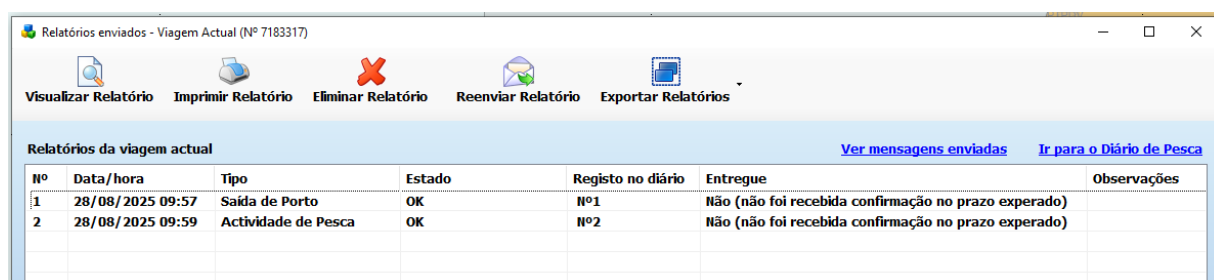 Relatórios enviados - Viagem Actual (Nº 7183317)
Visualizar Relatório Imprimir Relatório Eliminar Relatório Reenviar Relatório Exportar Relatórios
Relatórios da viagem actual Ver mensagens enviadas Ir para o Diário de Pesca
Nº Data/hora Tipo Estado Registo no diário Entregue Observações
1 28/08/2025 09:57 Saída de Porto OK Nº1 Não (não foi recebida confirmação no prazo experado)
2 28/08/2025 09:59 Actividade de Pesca OK Nº2 Não (não foi recebida confirmação no prazo experado)